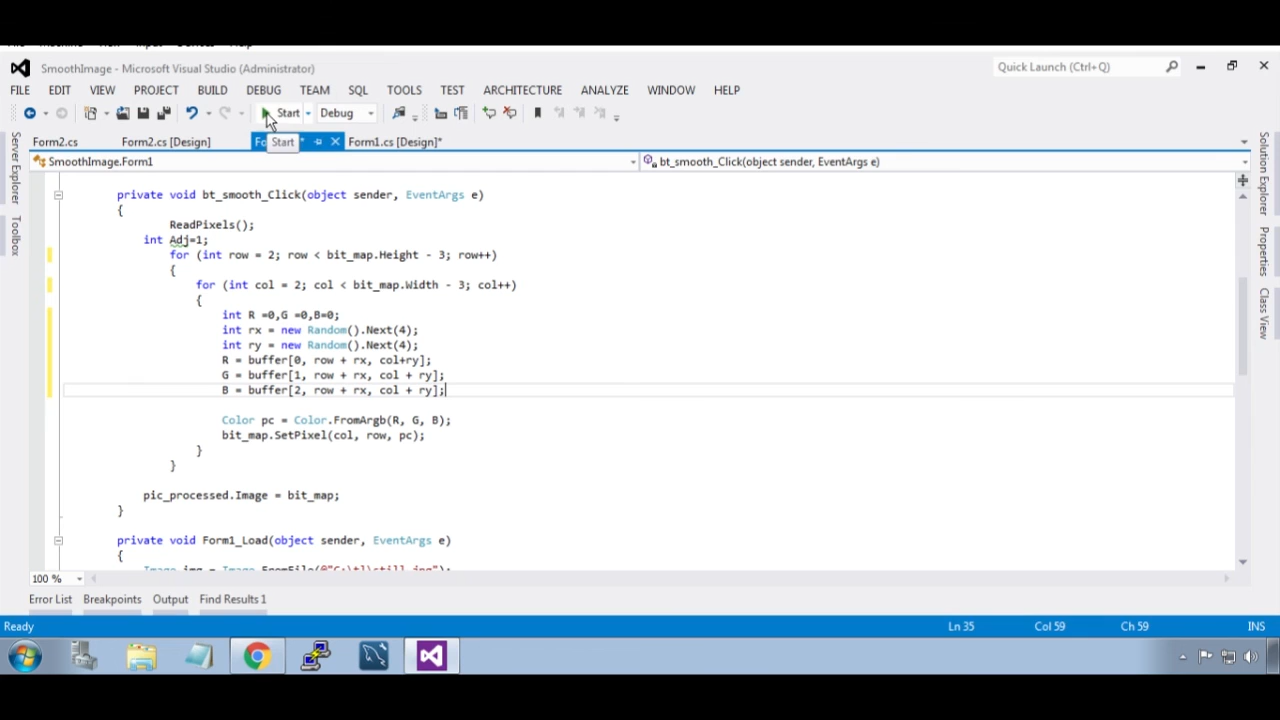 SmoothImage - Microsoft Visual Studio (Administrator)
Quick Launch (Ctrl+Q)
FILE EDIT VIEW PROJECT BUILD DEBUG TEAM SQL TOOLS TEST ARCHITECTURE ANALYZE WINDOW HELP
Start Debug
Form2.cs Form2.cs [Design] Form1.cs [Design]*
Start
SmoothImage.Form1 bt_smooth_Click(object sender, EventArgs e)
private void bt_smooth_Click(object sender, EventArgs e)
{
ReadPixels();
int Adj=1;
for (int row = 2; row < bit_map.Height - 3; row++)
{
for (int col = 2; col < bit_map.Width - 3; col++)
{
int R =0,G =0,B=0;
int rx = new Random().Next(4);
int ry = new Random().Next(4);
R = buffer[0, row + rx, col+ry];
G = buffer[1, row + rx, col + ry];
B = buffer[2, row + rx, col + ry];
Color pc = Color.FromArgb(R, G, B);
bit_map.SetPixel(col, row, pc);
}
}
pic_processed.Image = bit_map;
}
private void Form1_Load(object sender, EventArgs e)
{
Image img = Image.FromFile(@"C:\t1\still.jpg");
Server Explorer
Toolbox
Solution Explorer
Properties
Class View
100 %
Error List Breakpoints Output Find Results 1
Ready Ln 35 Col 59 Ch 59 INS